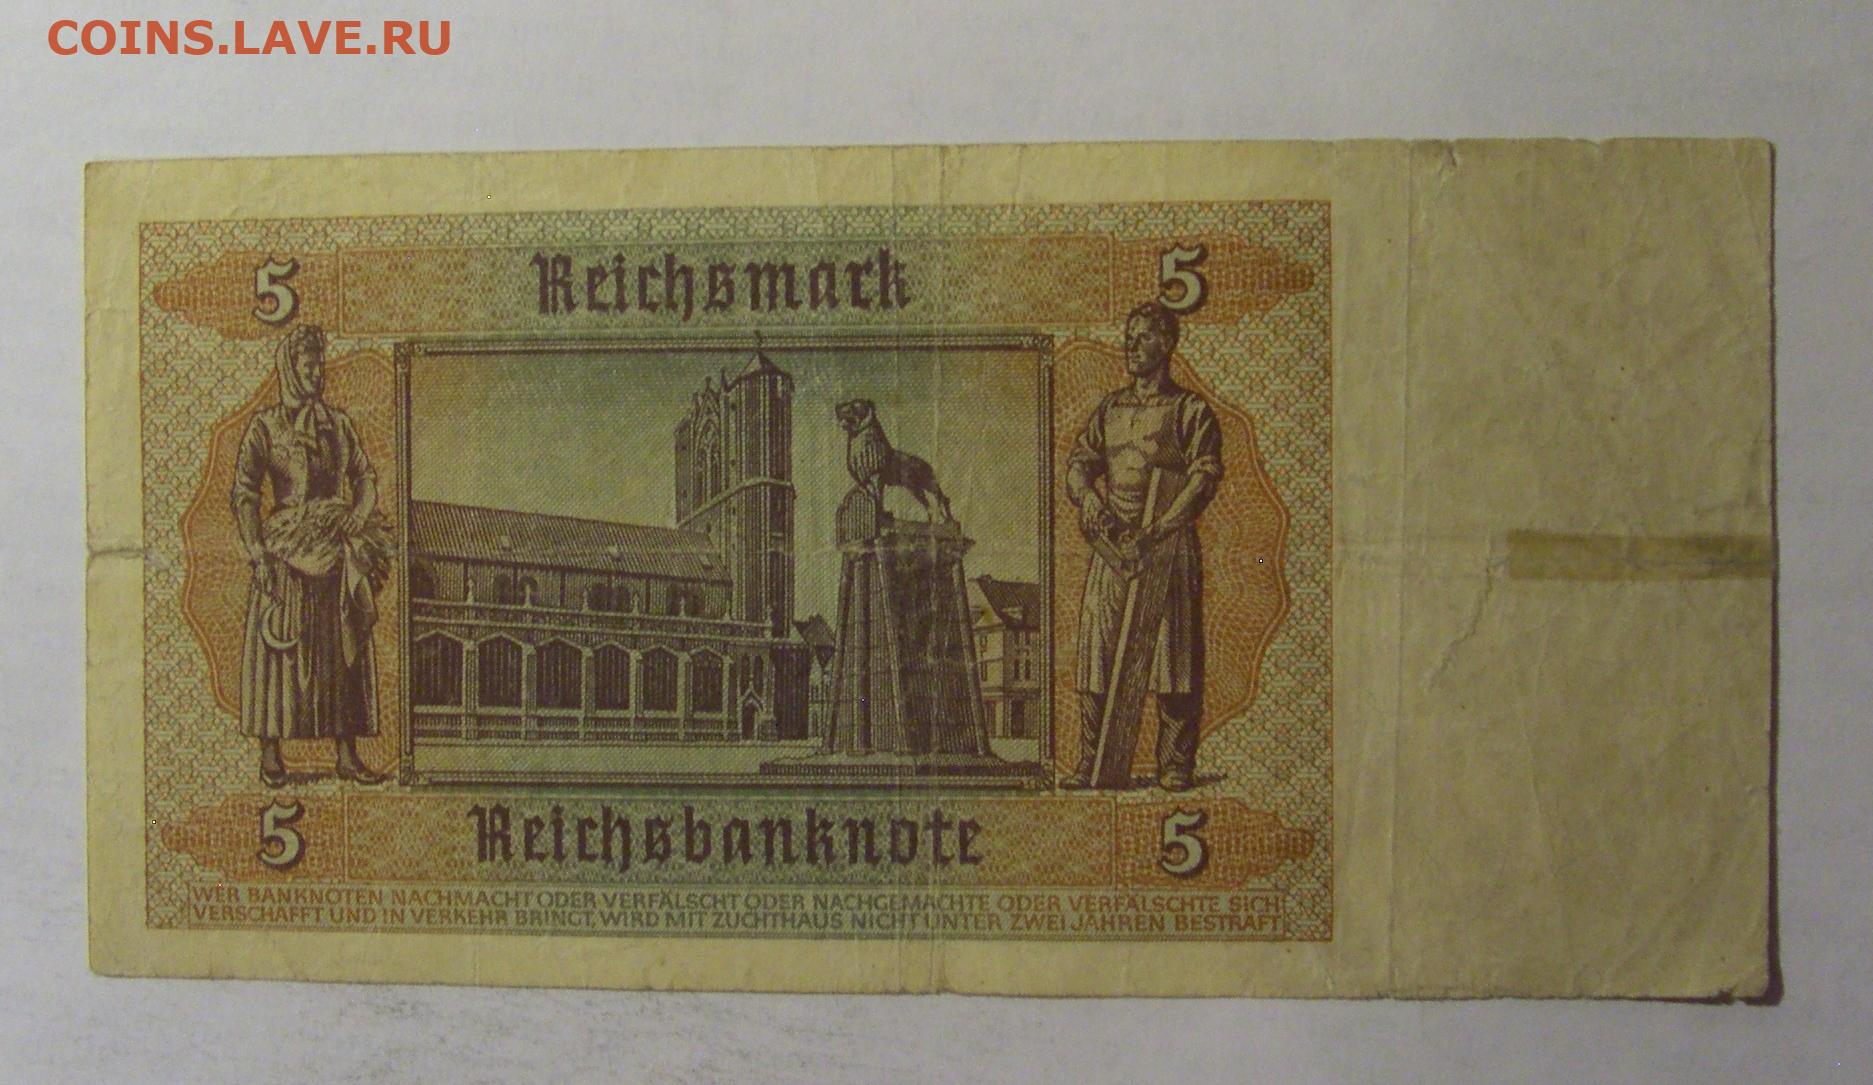 COINS.LAVE.RU
5 Reichsmark 5
5 Reichsbanknote 5
WER BANKNOTEN NACHMACHT ODER VERFÄLSCHT ODER NACHGEMACHTE ODER VERFÄLSCHTE SICH
VERSCHAFFT UND IN VERKEHR BRINGT, WIRD MIT ZUCHTHAUS NICHT UNTER ZWEI JAHREN BESTRAFT